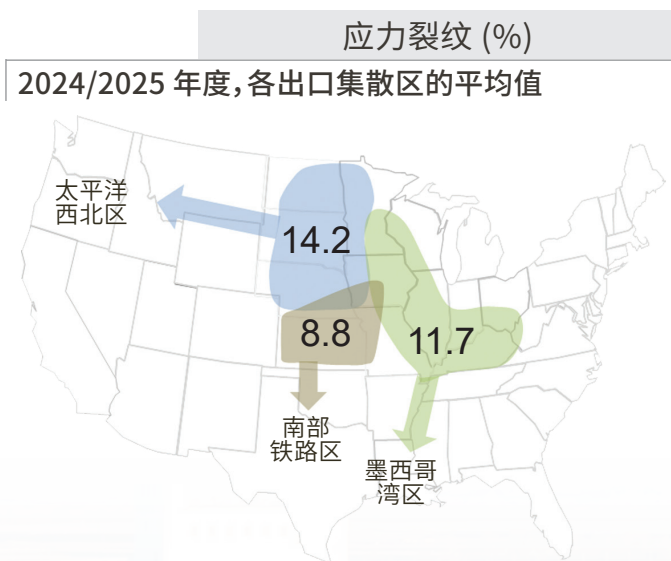 应力裂纹 (%)
2024/2025 年度，各出口集散区的平均值
太平洋
西北区
14.2
8.8
11.7
南部
铁路区
墨西哥
湾区